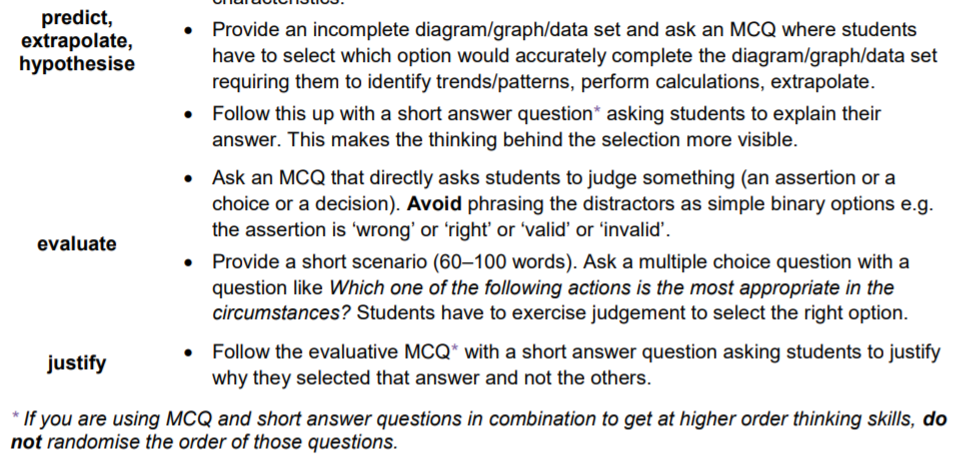 characteristics.
predict,
extrapolate,
hypothesise
• Provide an incomplete diagram/graph/data set and ask an MCQ where students
have to select which option would accurately complete the diagram/graph/data set
requiring them to identify trends/patterns, perform calculations, extrapolate.
• Follow this up with a short answer question* asking students to explain their
answer. This makes the thinking behind the selection more visible.
evaluate
• Ask an MCQ that directly asks students to judge something (an assertion or a
choice or a decision). Avoid phrasing the distractors as simple binary options e.g.
the assertion is ‘wrong’ or ‘right’ or ‘valid’ or ‘invalid’.
• Provide a short scenario (60–100 words). Ask a multiple choice question with a
question like Which one of the following actions is the most appropriate in the
circumstances? Students have to exercise judgement to select the right option.
justify
• Follow the evaluative MCQ* with a short answer question asking students to justify
why they selected that answer and not the others.
* If you are using MCQ and short answer questions in combination to get at higher order thinking skills, do
not randomise the order of those questions.